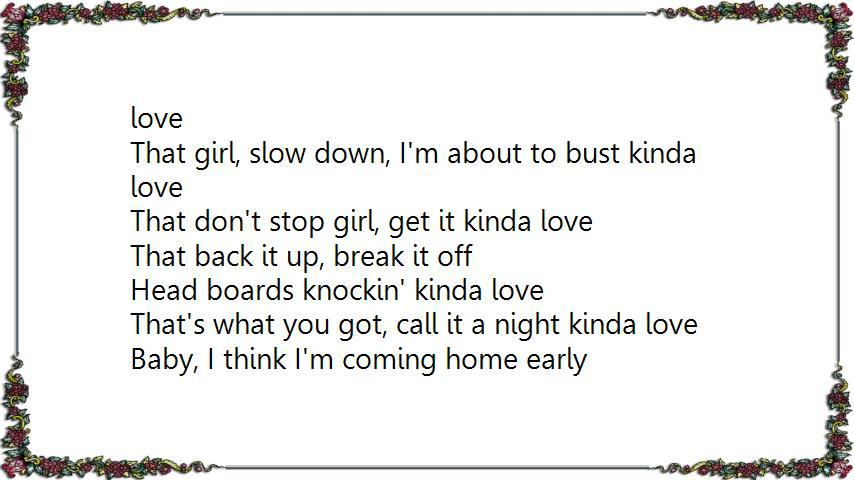 love
That girl, slow down, I'm about to bust kinda
love
That don't stop girl, get it kinda love
That back it up, break it off
Head boards knockin' kinda love
That's what you got, call it a night kinda love
Baby, I think I'm coming home early